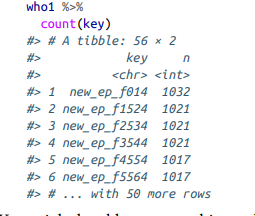 who1 %>%
  count(key)
#> # A tibble: 56 × 2
#>            key     n
#>          <chr> <int>
#> 1  new_ep_f014  1032
#> 2 new_ep_f1524  1021
#> 3 new_ep_f2534  1021
#> 4 new_ep_f3544  1021
#> 5 new_ep_f4554  1017
#> 6 new_ep_f5564  1017
#> # ... with 50 more rows